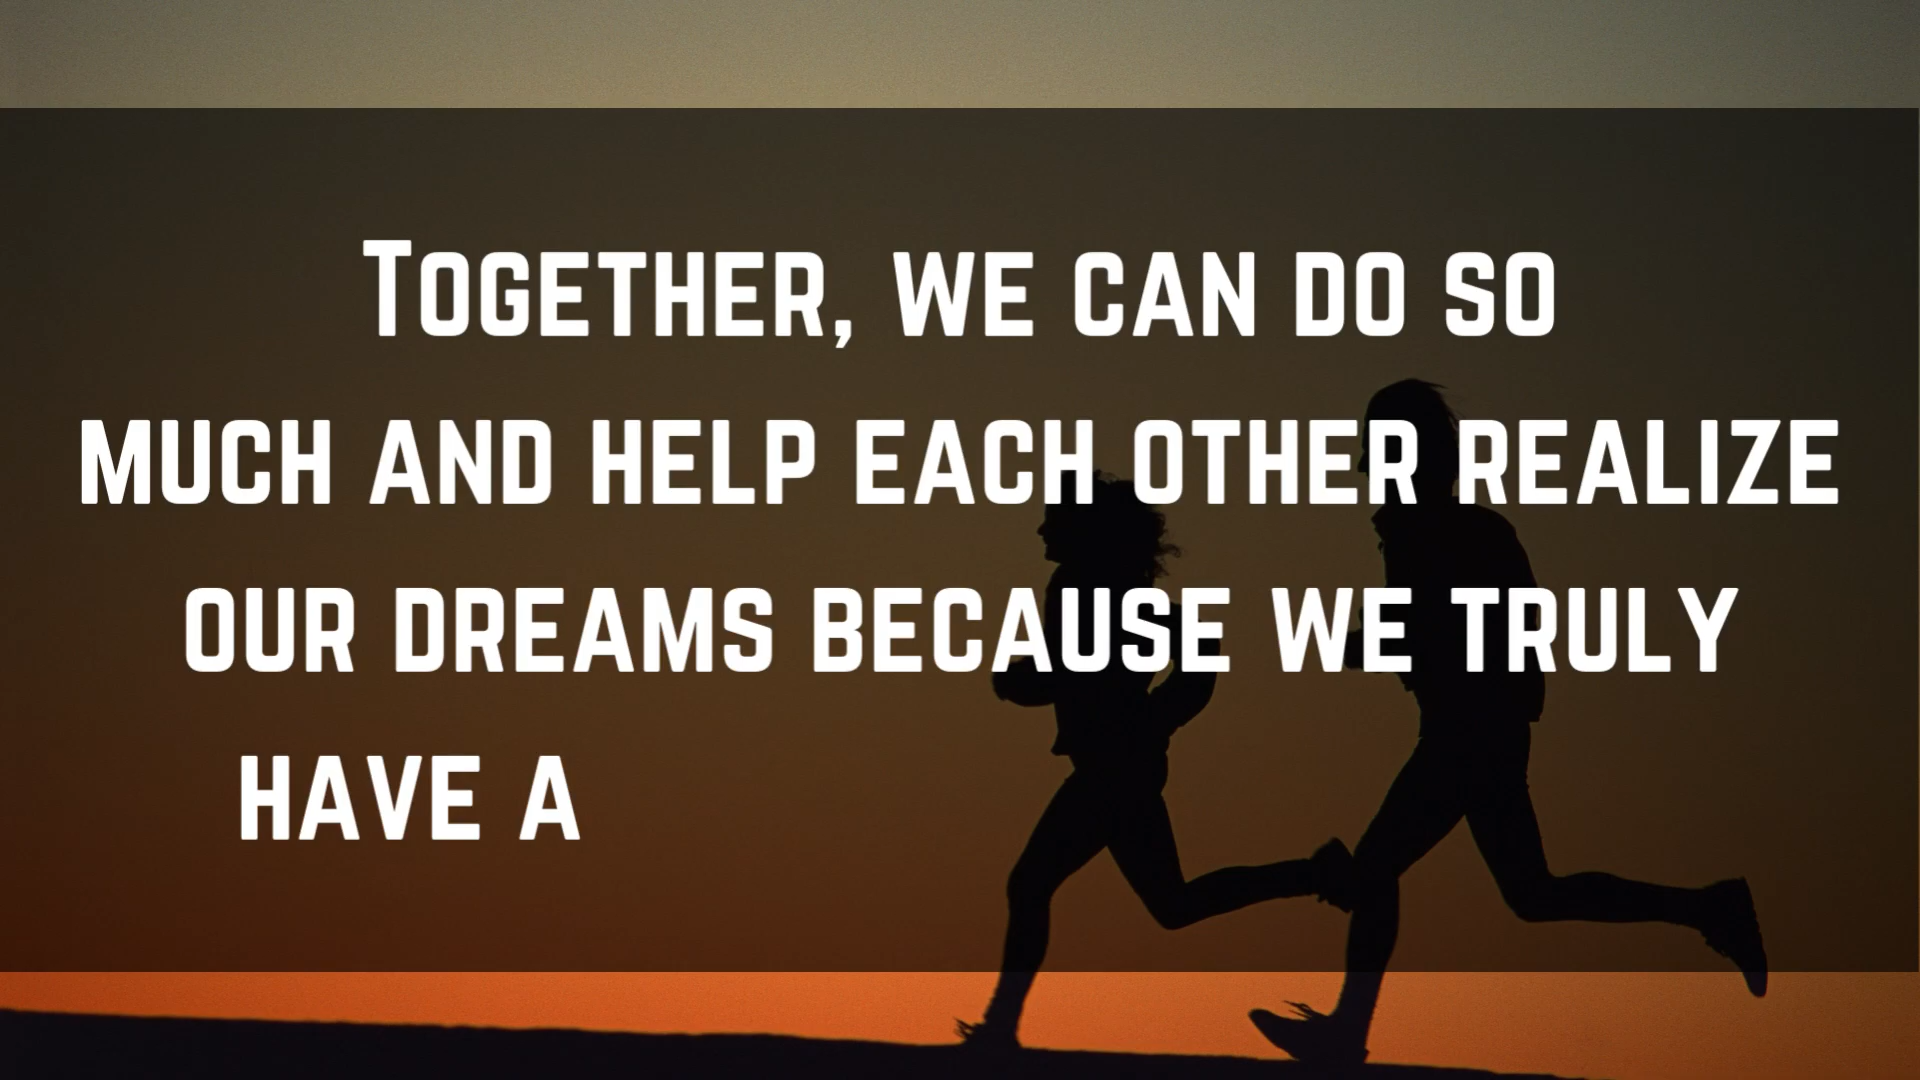 Together, we can do so
much and help each other realize
our dreams because we truly
have a